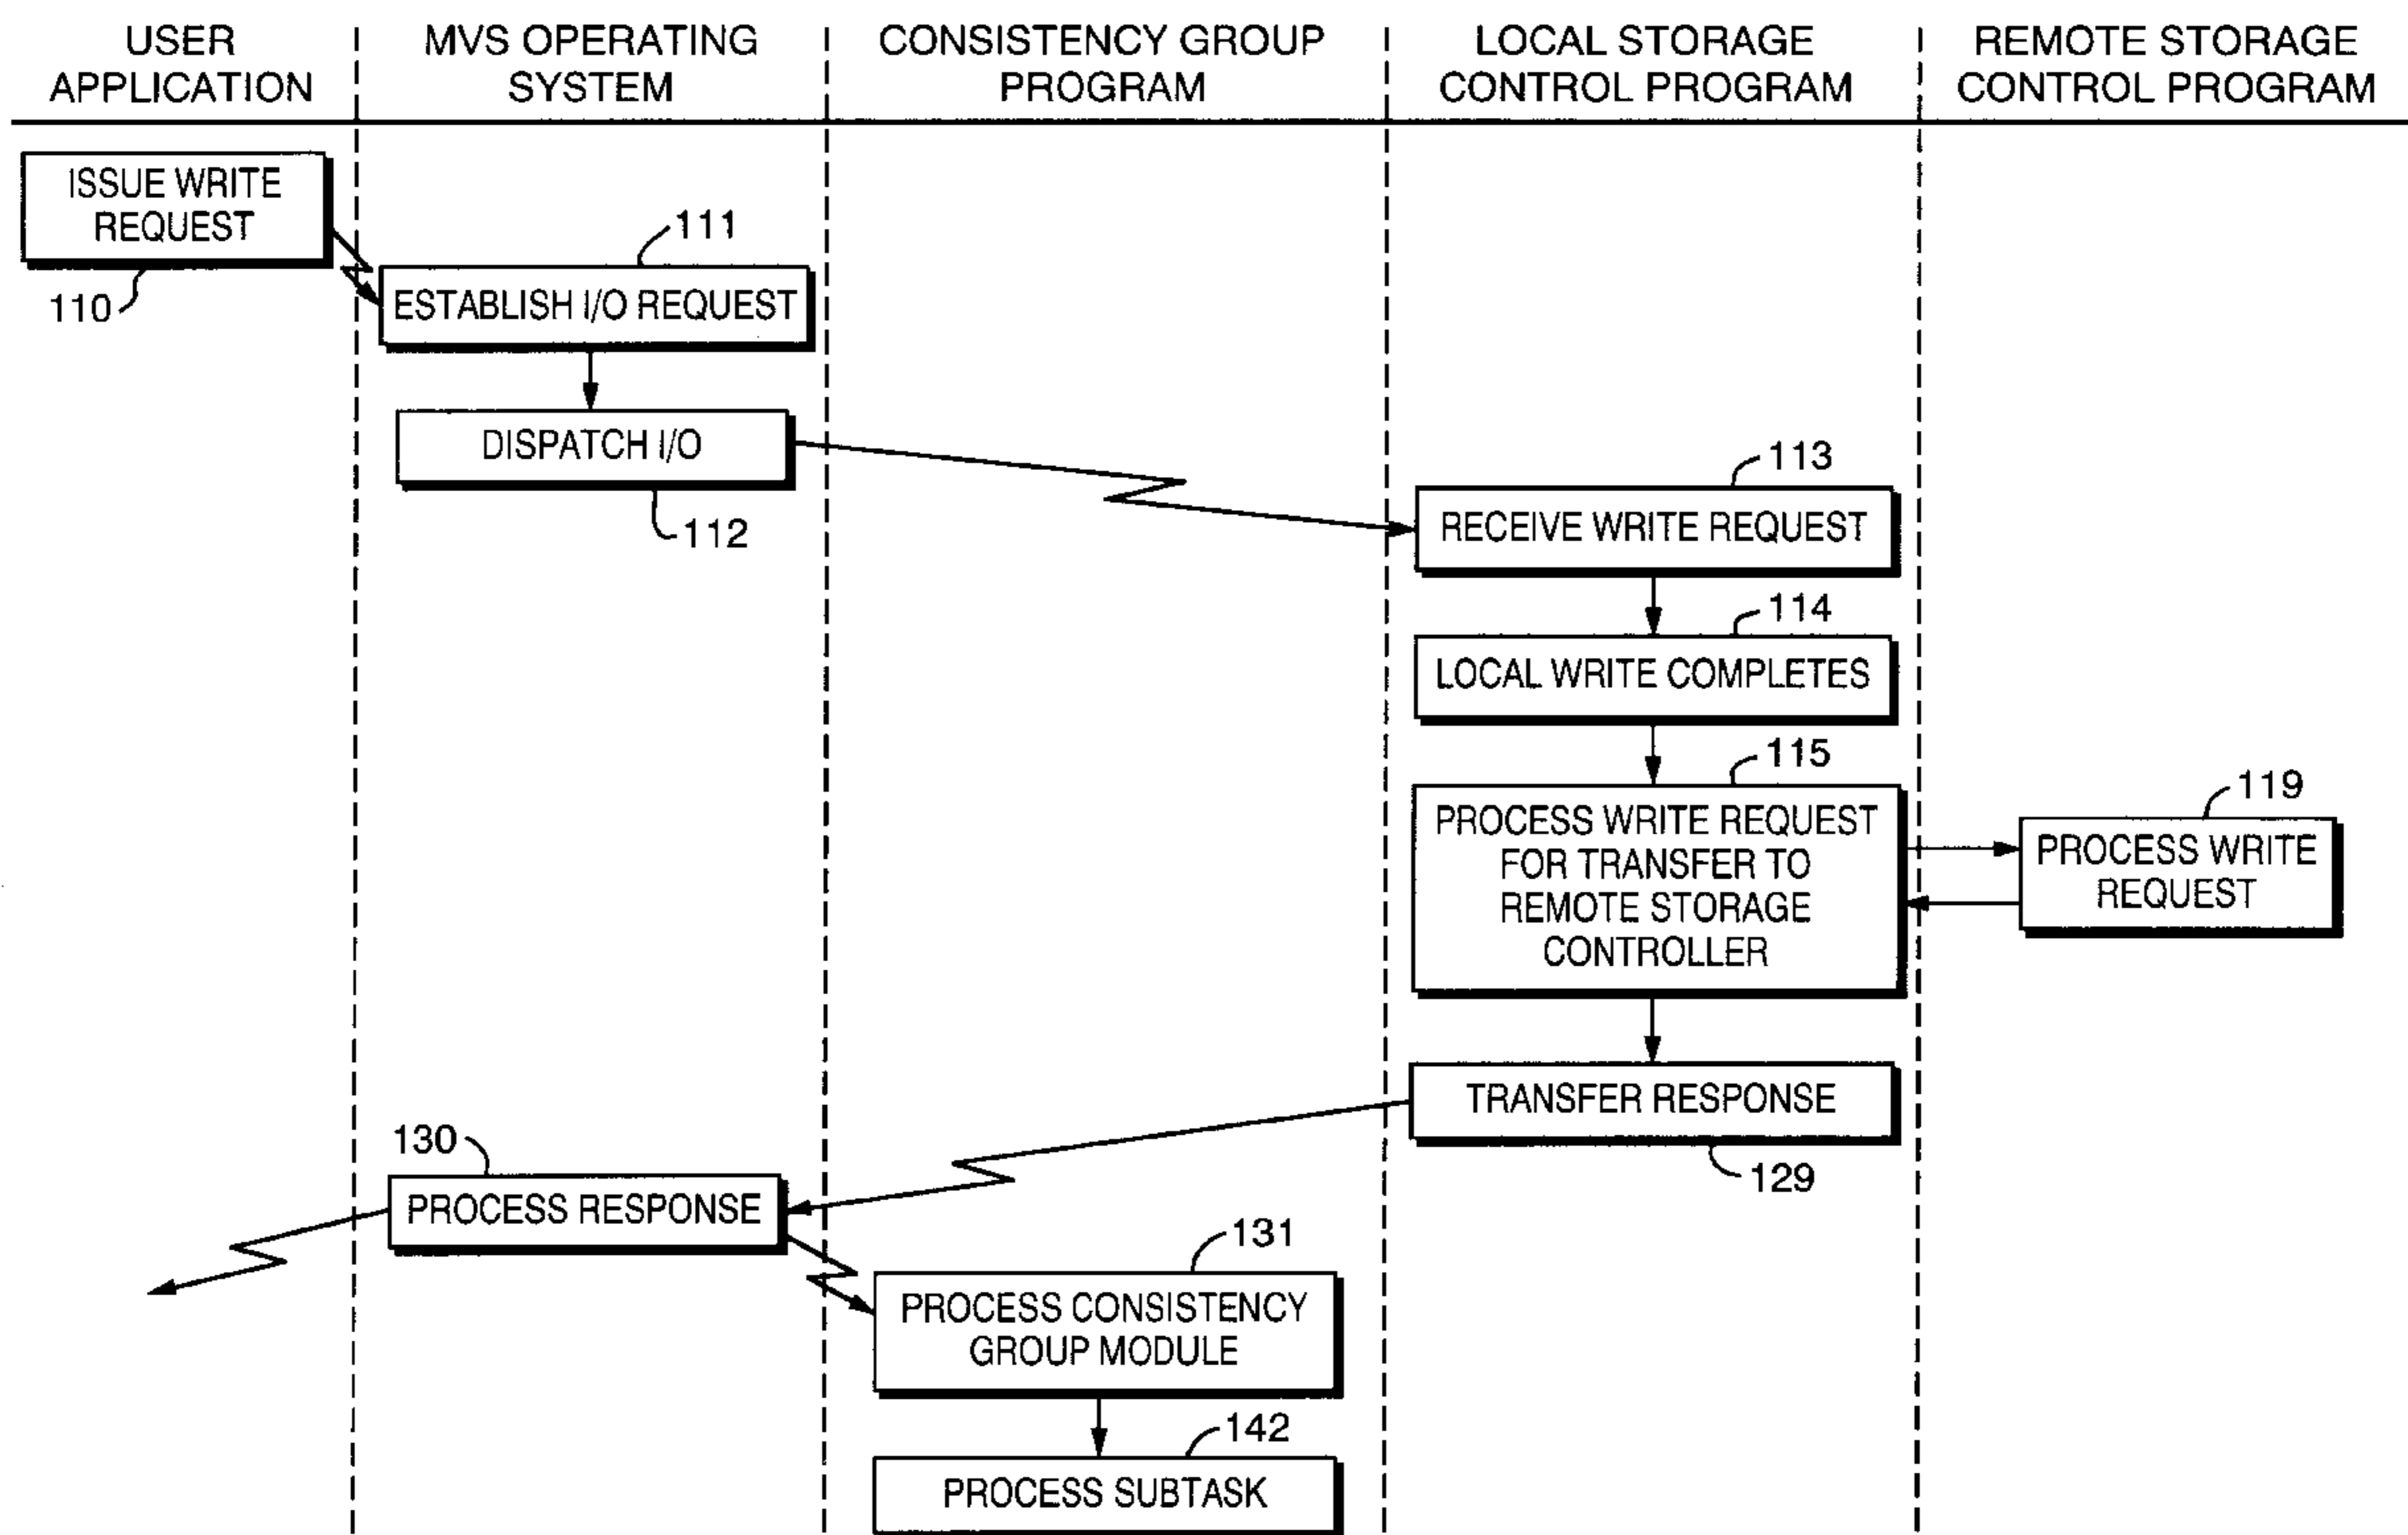 USER
APPLICATION
MVS OPERATING
SYSTEM
CONSISTENCY GROUP
PROGRAM
LOCAL STORAGE
CONTROL PROGRAM
REMOTE STORAGE
CONTROL PROGRAM
ISSUE WRITE
REQUEST
110
111
ESTABLISH I/O REQUEST
DISPATCH I/O
112
113
RECEIVE WRITE REQUEST
114
LOCAL WRITE COMPLETES
115
PROCESS WRITE REQUEST
FOR TRANSFER TO
REMOTE STORAGE
CONTROLLER
119
PROCESS WRITE
REQUEST
TRANSFER RESPONSE
129
130
PROCESS RESPONSE
131
PROCESS CONSISTENCY
GROUP MODULE
142
PROCESS SUBTASK